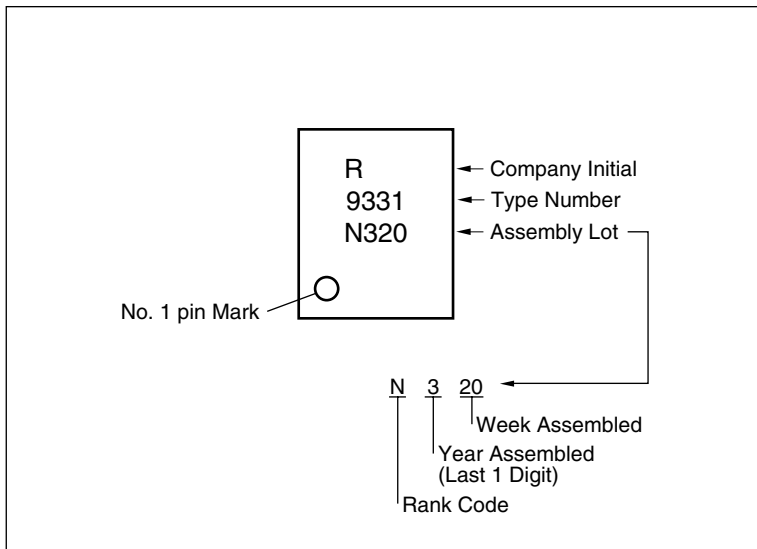 R
9331
N320
Company Initial
Type Number
Assembly Lot
No. 1 pin Mark
N 3 20
Week Assembled
Year Assembled
(Last 1 Digit)
Rank Code